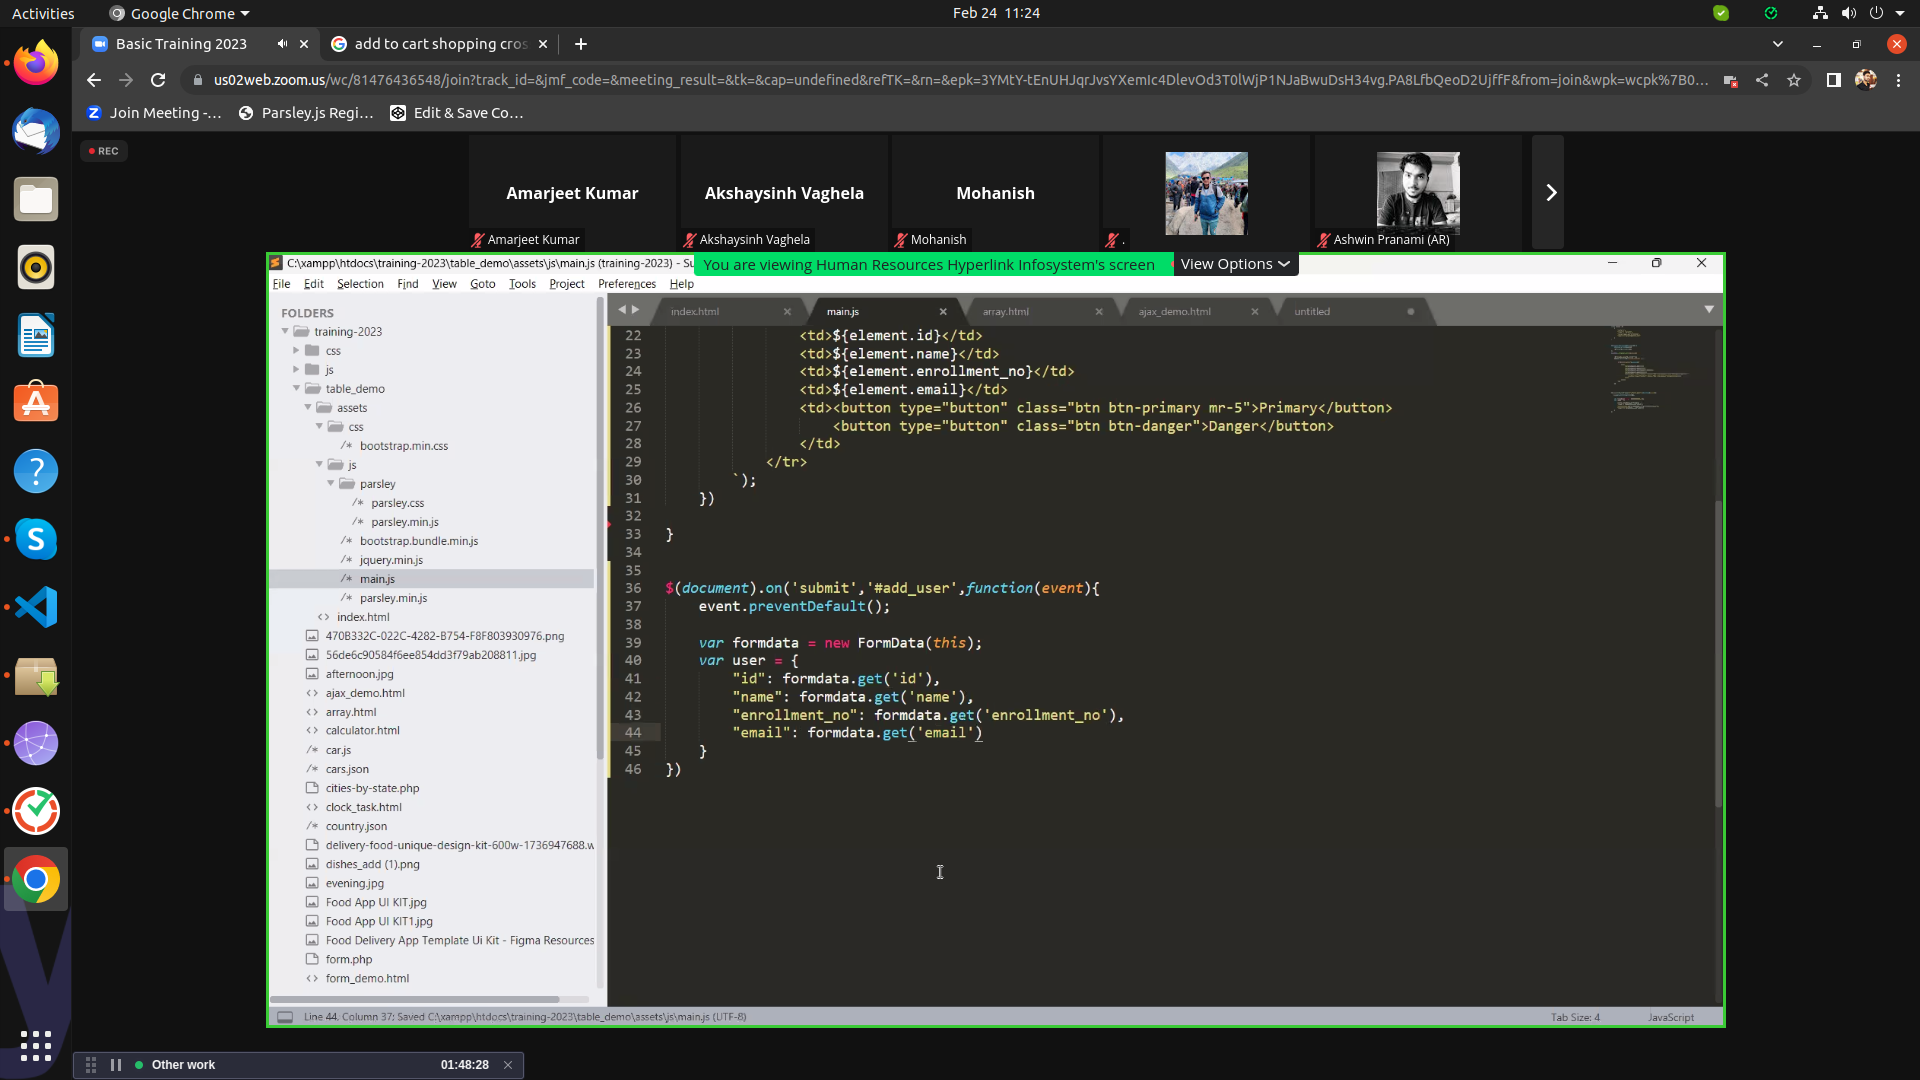 Activities
Google Chrome
Feb 24 11:24
Basic Training 2023
add to cart shopping cros
us02web.zoom.us/wc/81476436548/join?track_id=&jmf_code=&meeting_result=&tk=&cap=undefined&refTK=&rn=&epk=3YMtY-tEnUHJqrJvsYXemIc4DlevOd3T0lWjP1NJaBwuDsH34vg.PA8LfbQeoD2UjffF&from=join&wpk=wcpk%7B0...
Join Meeting -...
Parsley.js Regi...
Edit & Save Co...
REC
Amarjeet Kumar
Akshaysinh Vaghela
Mohanish
Amarjeet Kumar
Akshaysinh Vaghela
Mohanish
.
Ashwin Pranami (AR)
C:\xampp\htdocs\training-2023\table_demo\assets\js\main.js (training-2023) - Su
You are viewing Human Resources Hyperlink Infosystem's screen
View Options
File Edit Selection Find View Goto Tools Project Preferences Help
FOLDERS
training-2023
css
js
table_demo
assets
css
bootstrap.min.css
js
parsley
parsley.css
parsley.min.js
bootstrap.bundle.min.js
jquery.min.js
main.js
parsley.min.js
index.html
470B332C-022C-4282-B754-F8F803930976.png
56de6c90584f6ee854dd3f79ab208811.jpg
afternoon.jpg
ajax_demo.html
array.html
calculator.html
car.js
cars.json
cities-by-state.php
clock_task.html
country.json
delivery-food-unique-design-kit-600w-1736947688.w
dishes_add (1).png
evening.jpg
Food App UI KIT.jpg
Food App UI KIT1.jpg
Food Delivery App Template Ui Kit - Figma Resources
form.php
form_demo.html
index.html
main.js
array.html
ajax_demo.html
untitled
22 <td>${element.id}</td>
23 <td>${element.name}</td>
24 <td>${element.enrollment_no}</td>
25 <td>${element.email}</td>
26 <td><button type="button" class="btn btn-primary mr-5">Primary</button>
27 <button type="button" class="btn btn-danger">Danger</button>
28 </td>
29 </tr>
30 `);
31 })
32
33 }
34
35
36 $(document).on('submit','#add_user',function(event){
37 event.preventDefault();
38
39 var formdata = new FormData(this);
40 var user = {
41 "id": formdata.get('id'),
42 "name": formdata.get('name'),
43 "enrollment_no": formdata.get('enrollment_no'),
44 "email": formdata.get('email')
45 }
46 })
Line 44, Column 37; Saved C:\xampp\htdocs\training-2023\table_demo\assets\js\main.js (UTF-8)
Tab Size: 4
JavaScript
Other work
01:48:28